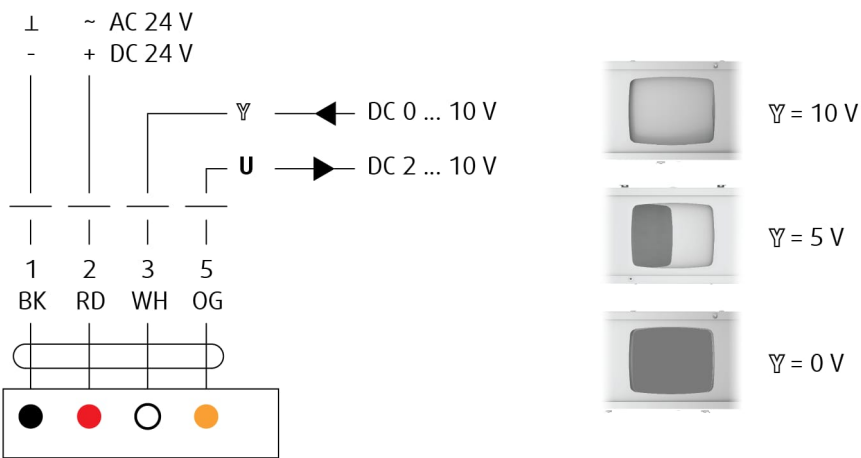 ⊥ ~ AC 24 V
- + DC 24 V
Y DC 0 ... 10 V
U DC 2 ... 10 V
1 2 3 5
BK RD WH OG
Y = 10 V
Y = 5 V
Y = 0 V